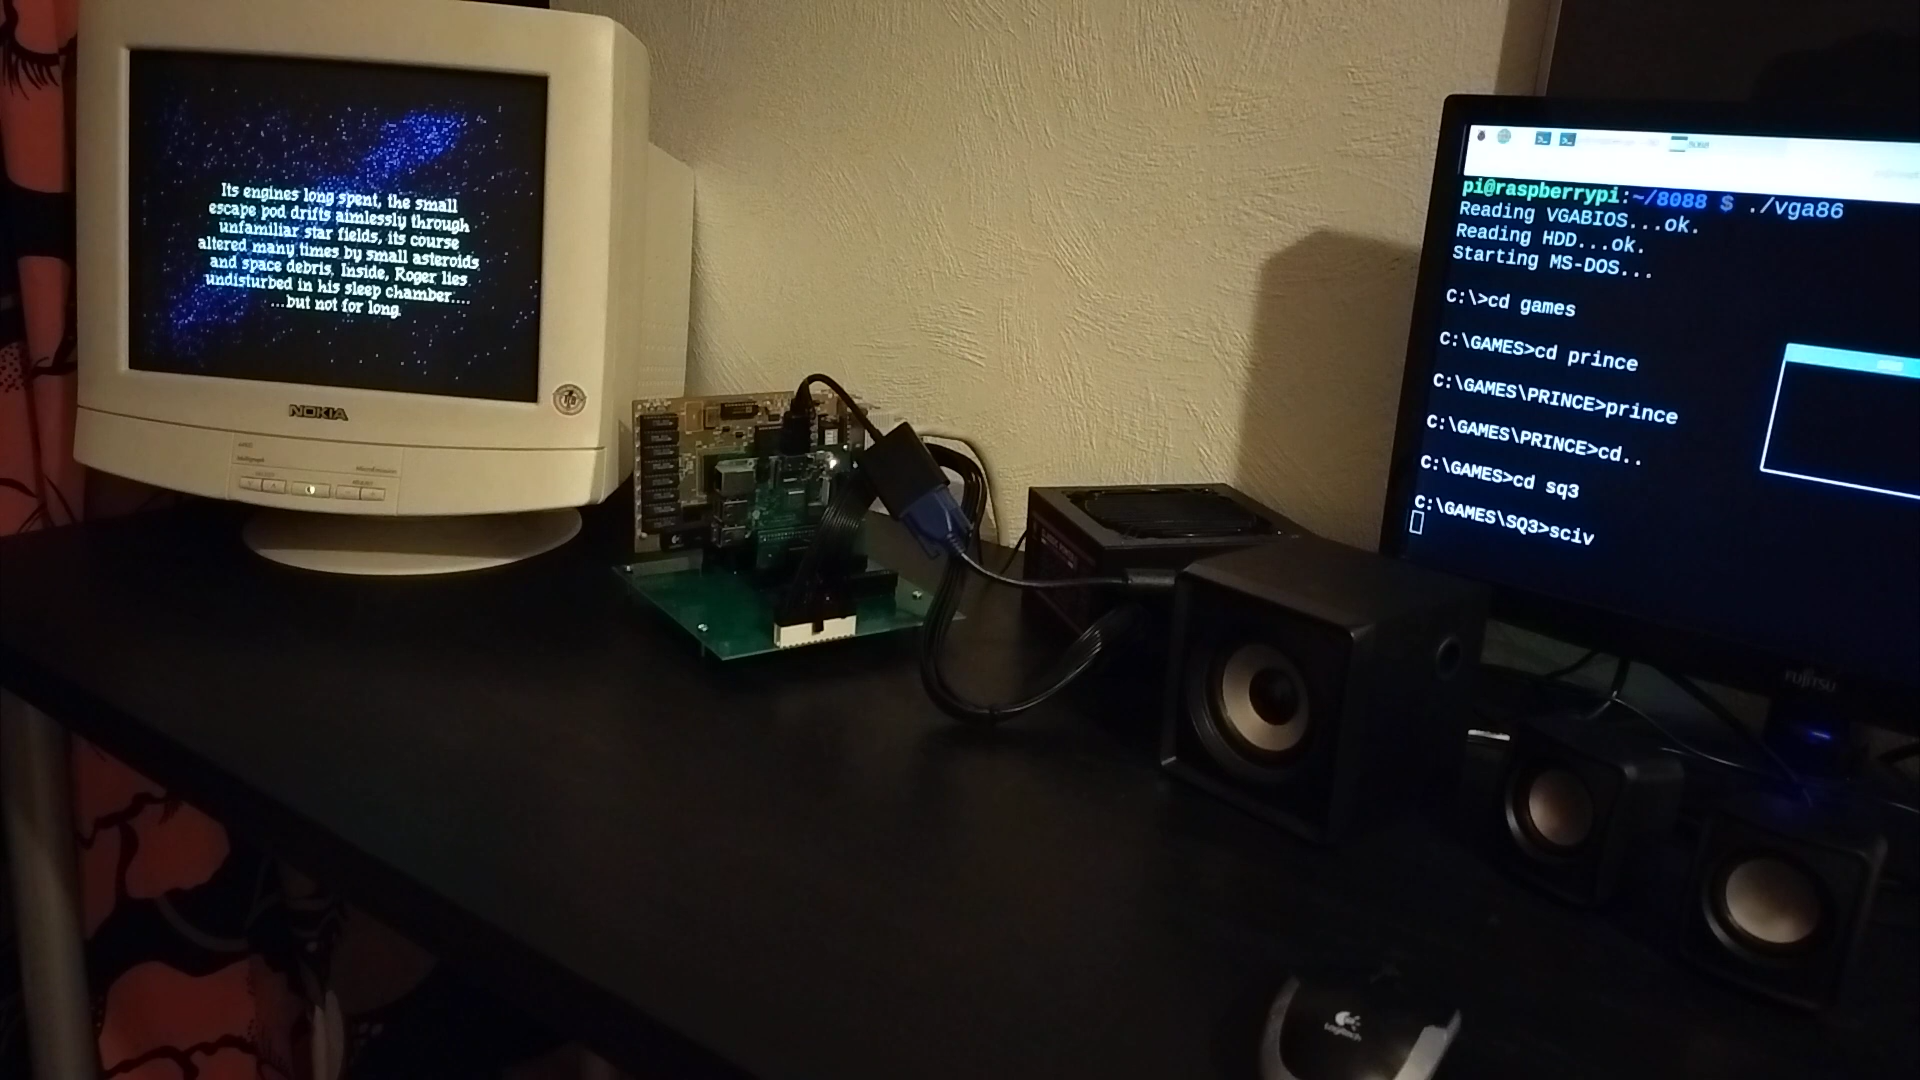 Its engines long spent, the small
escape pod drifts aimlessly through
unfamiliar star fields, its course
altered many times by small asteroids
and space debris. Inside, Roger lies
undisturbed in his sleep chamber....
...but not for long.
NOKIA
pi@raspberrypi:~/8088 $ ./vga86
Reading VGABIOS...ok.
Reading HDD...ok.
Starting MS-DOS...
C:\>cd games
C:\GAMES>cd prince
C:\GAMES\PRINCE>prince
C:\GAMES\PRINCE>cd..
C:\GAMES>cd sq3
C:\GAMES\SQ3>sciv
FUJITSU
Logitech